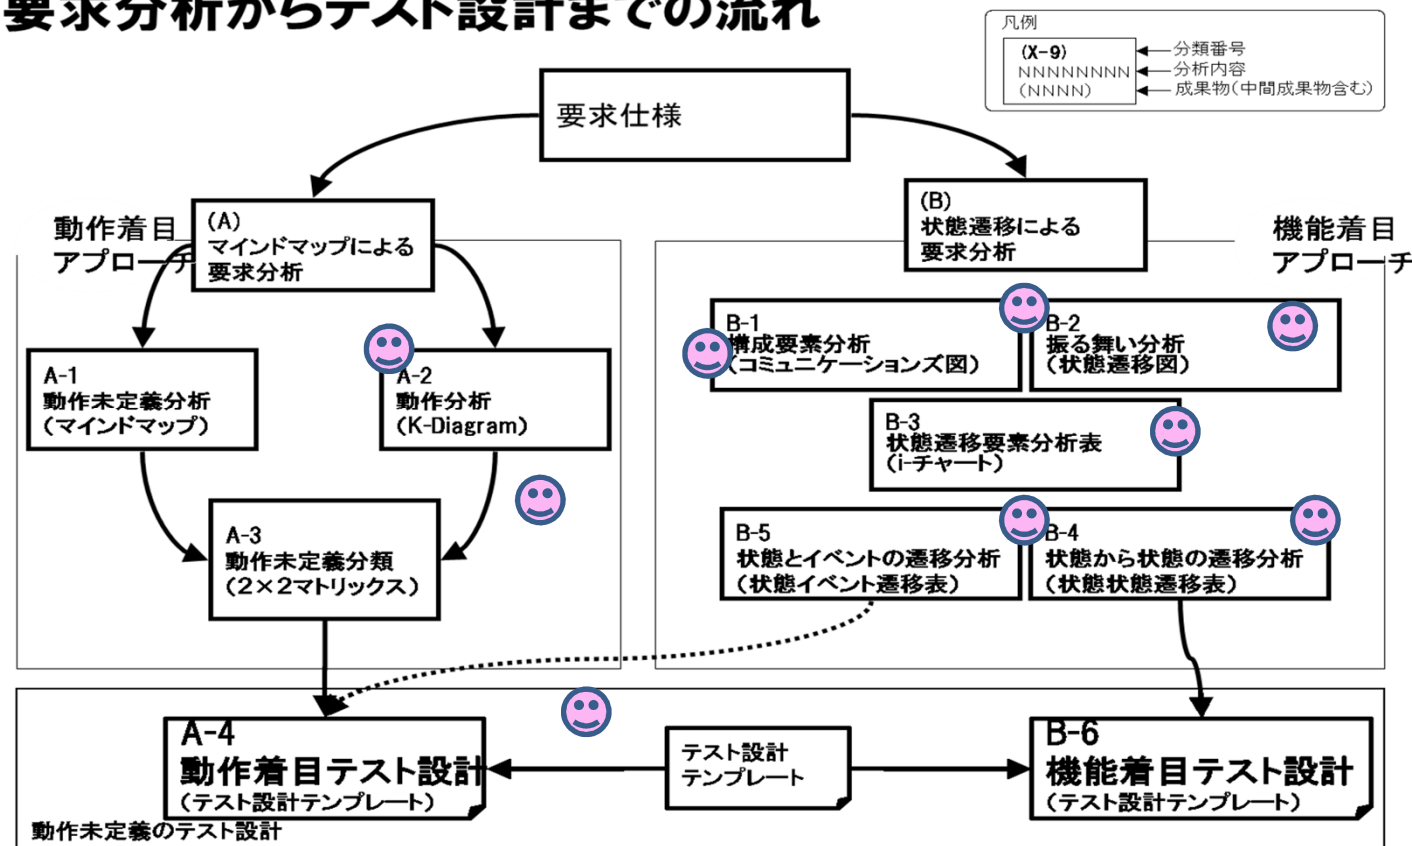 要求分析からテスト設計までの流れ
凡例
(X-9)
NNNNNNNN
(NNNN)
分類番号
分析内容
成果物(中間成果物含む)
要求仕様
動作着目
アプローチ
(A)
マインドマップによる
要求分析
(B)
状態遷移による
要求分析
機能着目
アプローチ
A-1
動作未定義分析
(マインドマップ)
A-2
動作分析
(K-Diagram)
A-3
動作未定義分類
(2×2マトリックス)
B-1
構成要素分析
(コミュニケーションズ図)
B-2
振る舞い分析
(状態遷移図)
B-3
状態遷移要素分析表
(i-チャート)
B-5
状態とイベントの遷移分析
(状態イベント遷移表)
B-4
状態から状態の遷移分析
(状態状態遷移表)
A-4
動作着目テスト設計
(テスト設計テンプレート)
動作未定義のテスト設計
テスト設計
テンプレート
B-6
機能着目テスト設計
(テスト設計テンプレート)